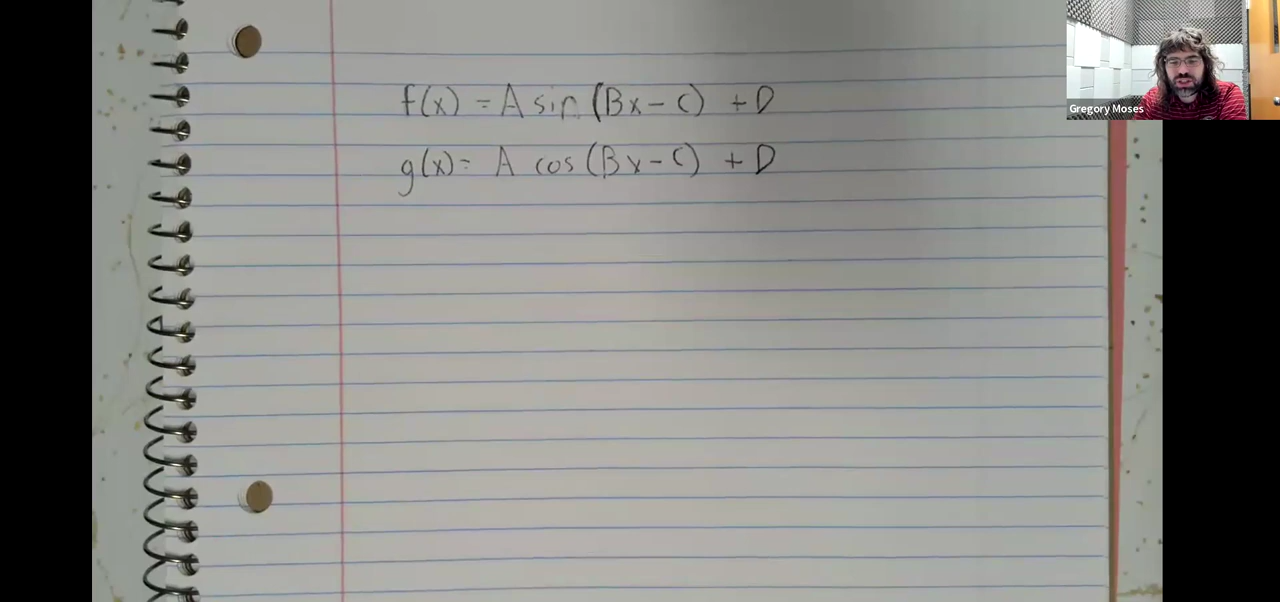 f(x) = A sin (Bx - C) + D
g(x) = A cos (Bx - C) + D
Gregory Moses